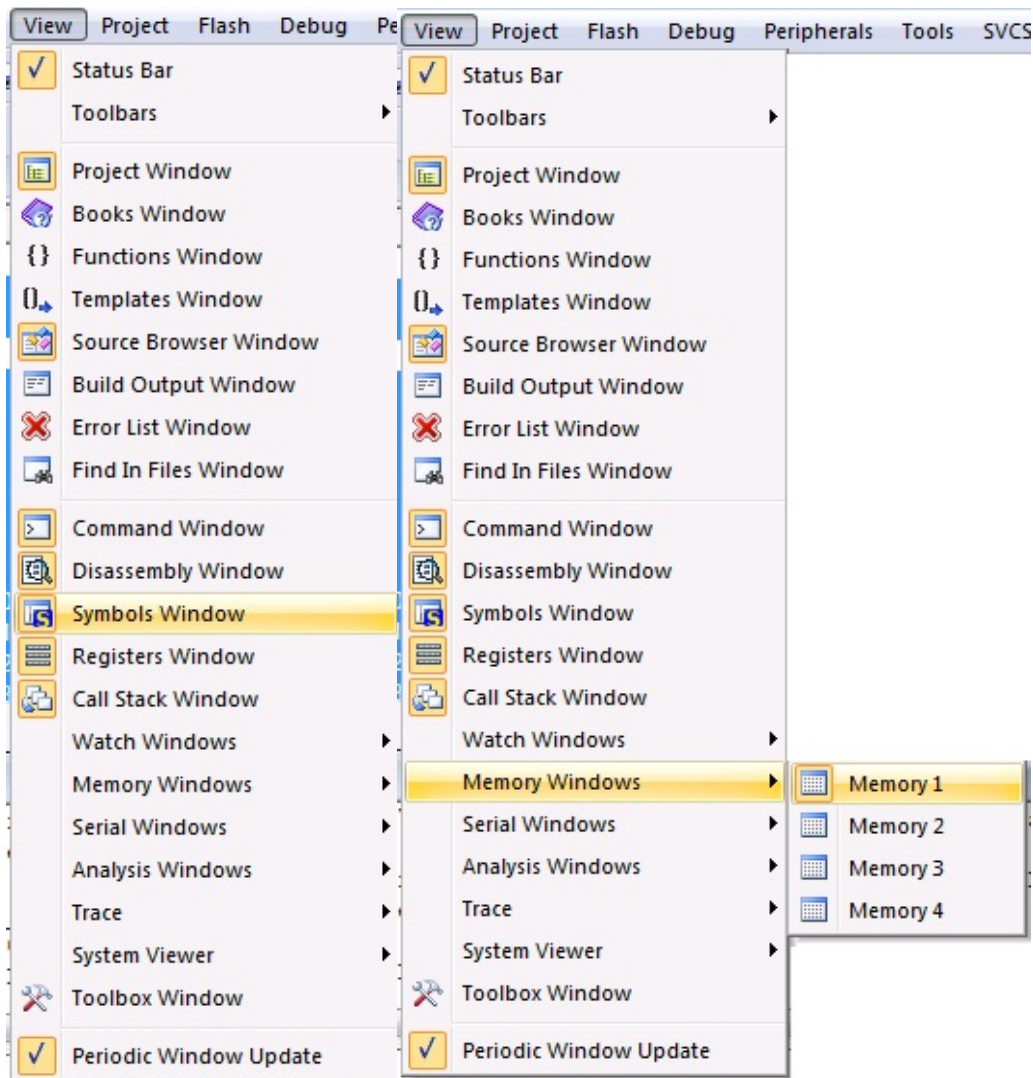 View Project Flash Debug Pe
Status Bar
Toolbars
Project Window
Books Window
Functions Window
Templates Window
Source Browser Window
Build Output Window
Error List Window
Find In Files Window
Command Window
Disassembly Window
Symbols Window
Registers Window
Call Stack Window
Watch Windows
Memory Windows
Serial Windows
Analysis Windows
Trace
System Viewer
Toolbox Window
Periodic Window Update
View Project Flash Debug Peripherals Tools SVCS
Status Bar
Toolbars
Project Window
Books Window
Functions Window
Templates Window
Source Browser Window
Build Output Window
Error List Window
Find In Files Window
Command Window
Disassembly Window
Symbols Window
Registers Window
Call Stack Window
Watch Windows
Memory Windows
Serial Windows
Analysis Windows
Trace
System Viewer
Toolbox Window
Periodic Window Update
Memory 1
Memory 2
Memory 3
Memory 4